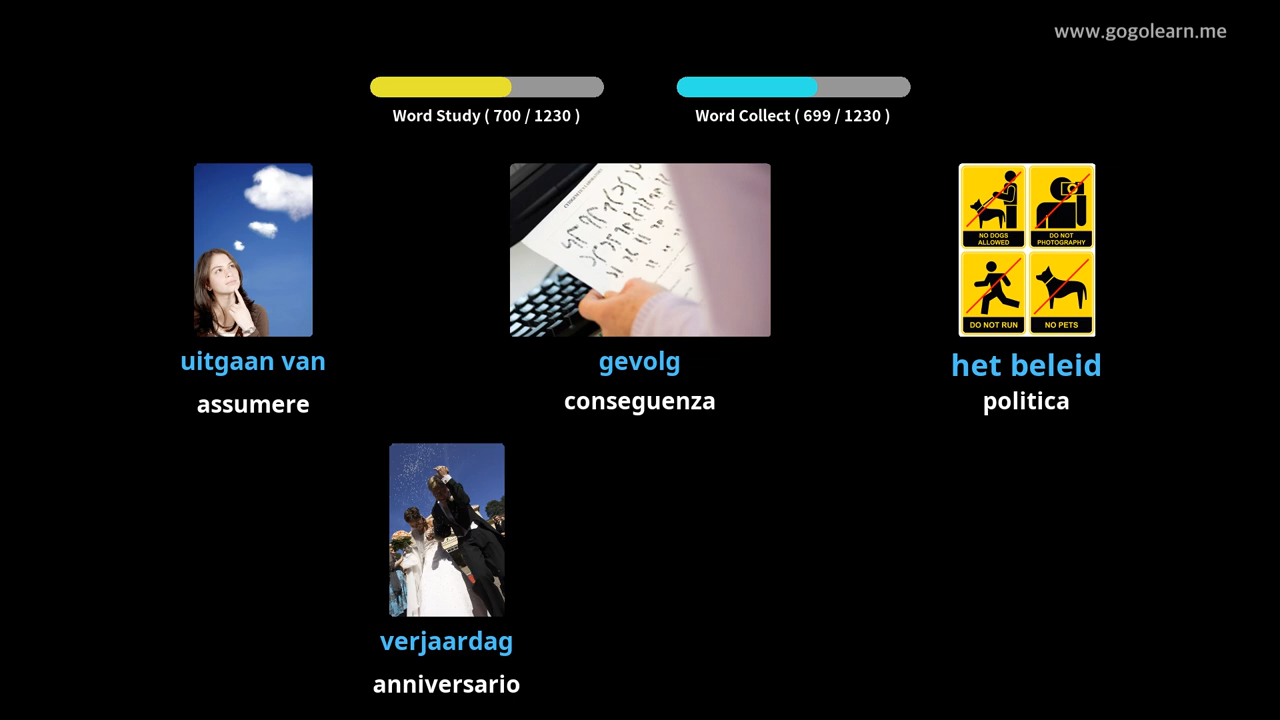 www.gogolearn.me
Word Study ( 700 / 1230 )
Word Collect ( 699 / 1230 )
NO DOGS
ALLOWED
DO NOT
PHOTOGRAPHY
DO NOT RUN
NO PETS
uitgaan van
assumere
gevolg
conseguenza
het beleid
politica
verjaardag
anniversario